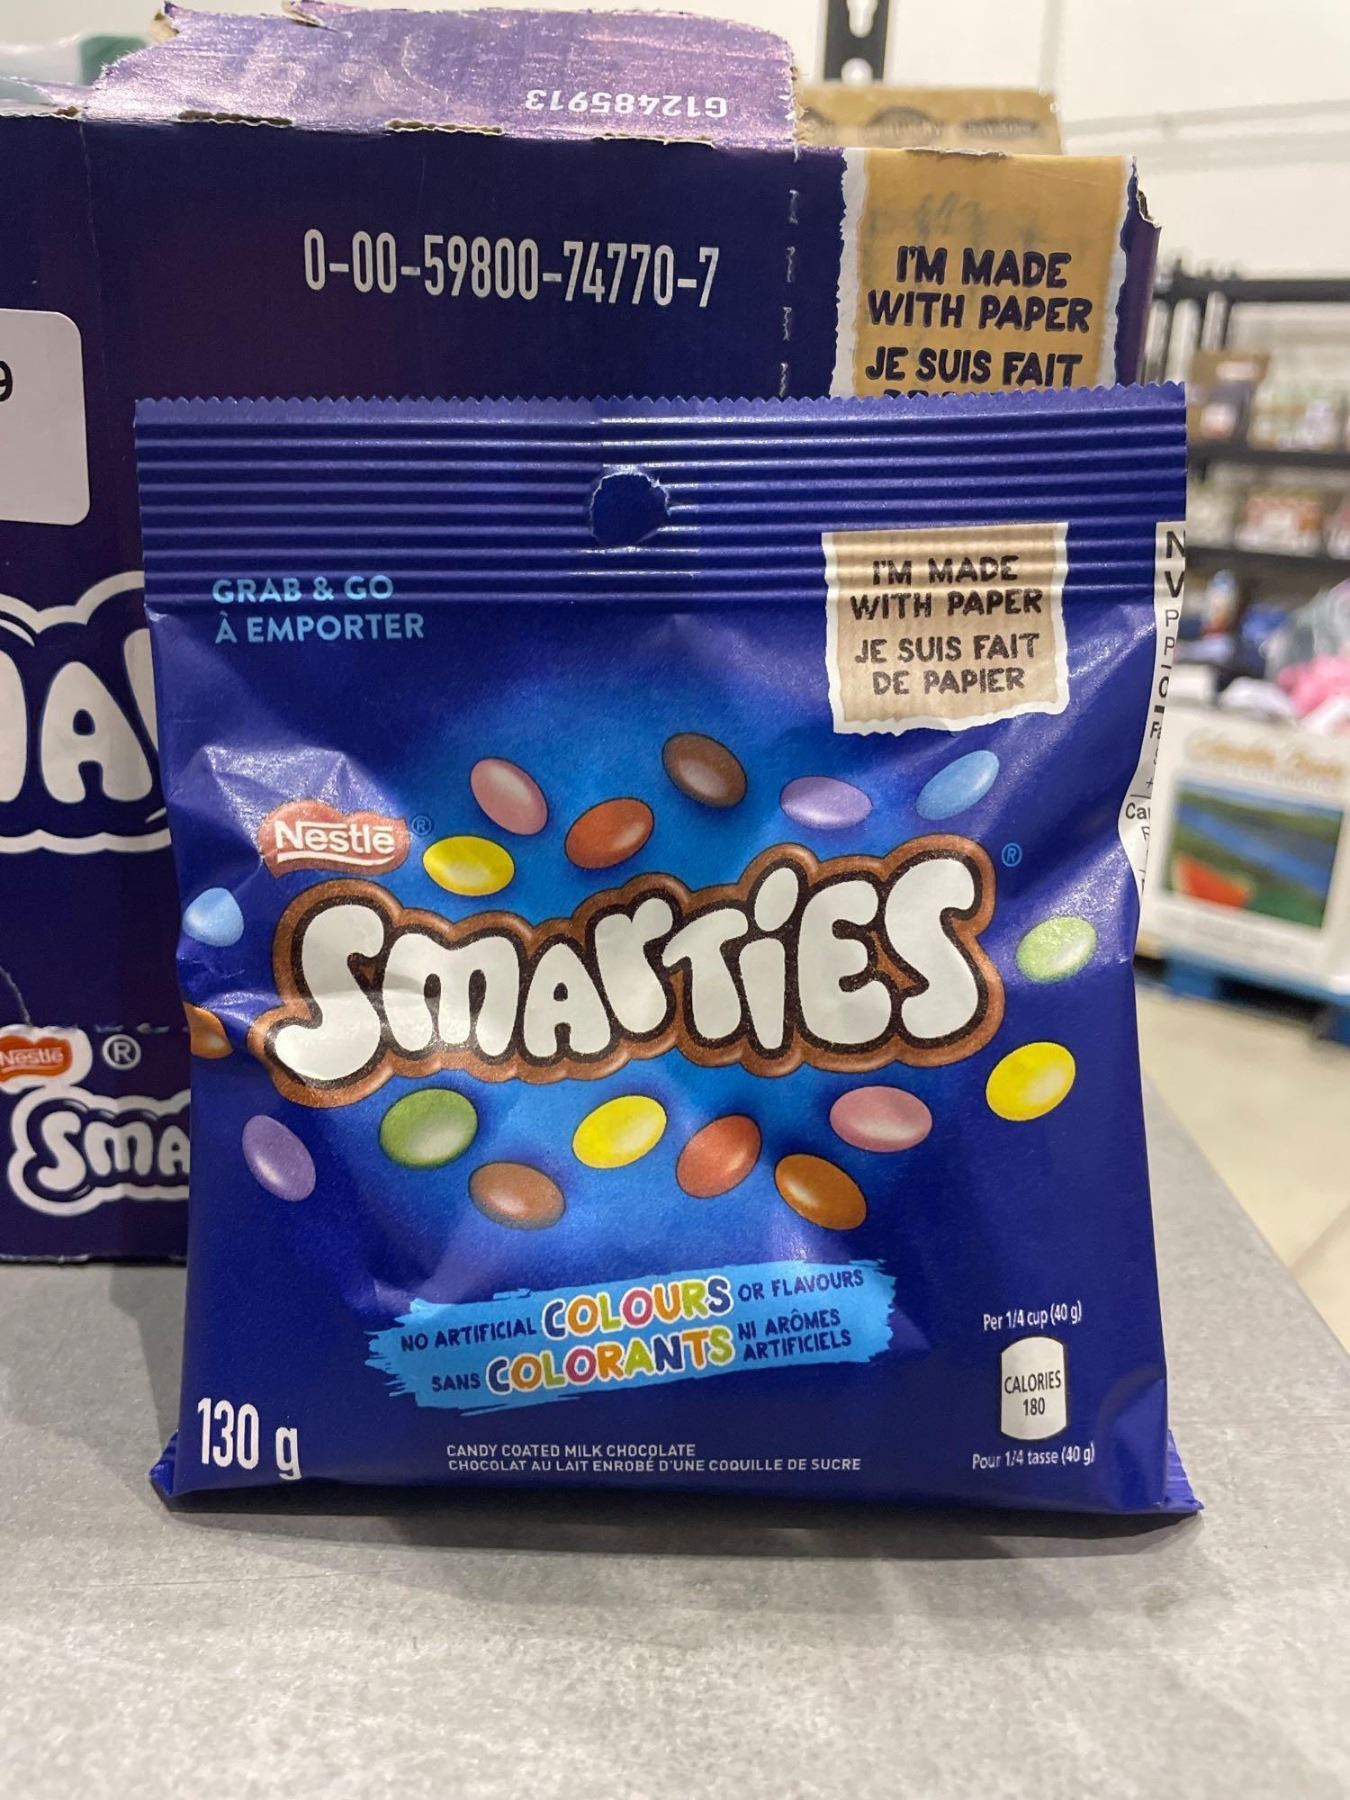 G12485913
0-00-59800-74770-7
I'M MADE
WITH PAPER
JE SUIS FAIT
9
GRAB & GO
À EMPORTER
I'M MADE
WITH PAPER
JE SUIS FAIT
DE PAPIER
Nestlé ®
SMARTIES ®
Nestlé ®
SMA
NO ARTIFICIAL COLOURS OR FLAVOURS
SANS COLORANTS NI ARÔMES ARTIFICIELS
Per 1/4 cup (40 g)
CALORIES
180
Pour 1/4 tasse (40 g)
130 g
CANDY COATED MILK CHOCOLATE
CHOCOLAT AU LAIT ENROBÉ D'UNE COQUILLE DE SUCRE